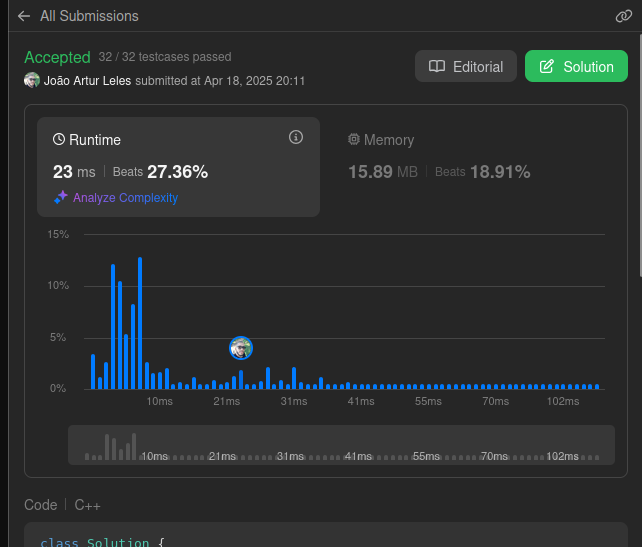 All Submissions
Accepted 32 / 32 testcases passed
João Artur Leles submitted at Apr 18, 2025 20:11
Editorial
Solution
Runtime
23 ms | Beats 27.36%
Analyze Complexity
Memory
15.89 MB | Beats 18.91%
15%
10%
5%
0%
10ms 21ms 31ms 41ms 55ms 70ms 102ms
10ms 21ms 31ms 41ms 55ms 70ms 102ms
Code | C++
class Solution {